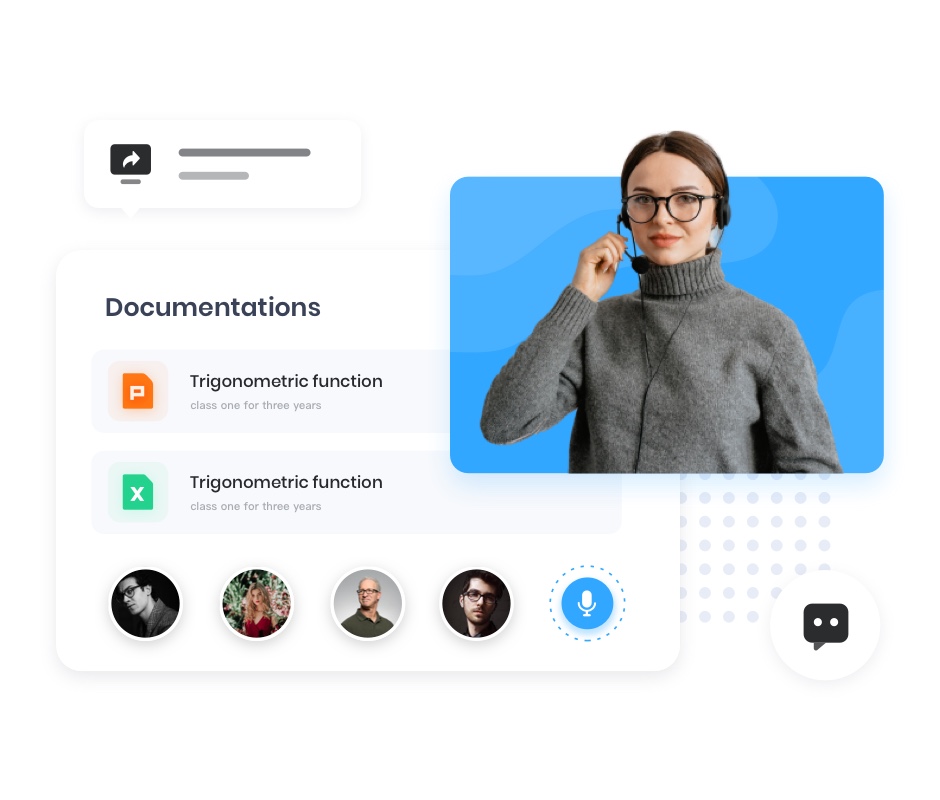 Documentations
Trigonometric function
class one for three years
Trigonometric function
class one for three years